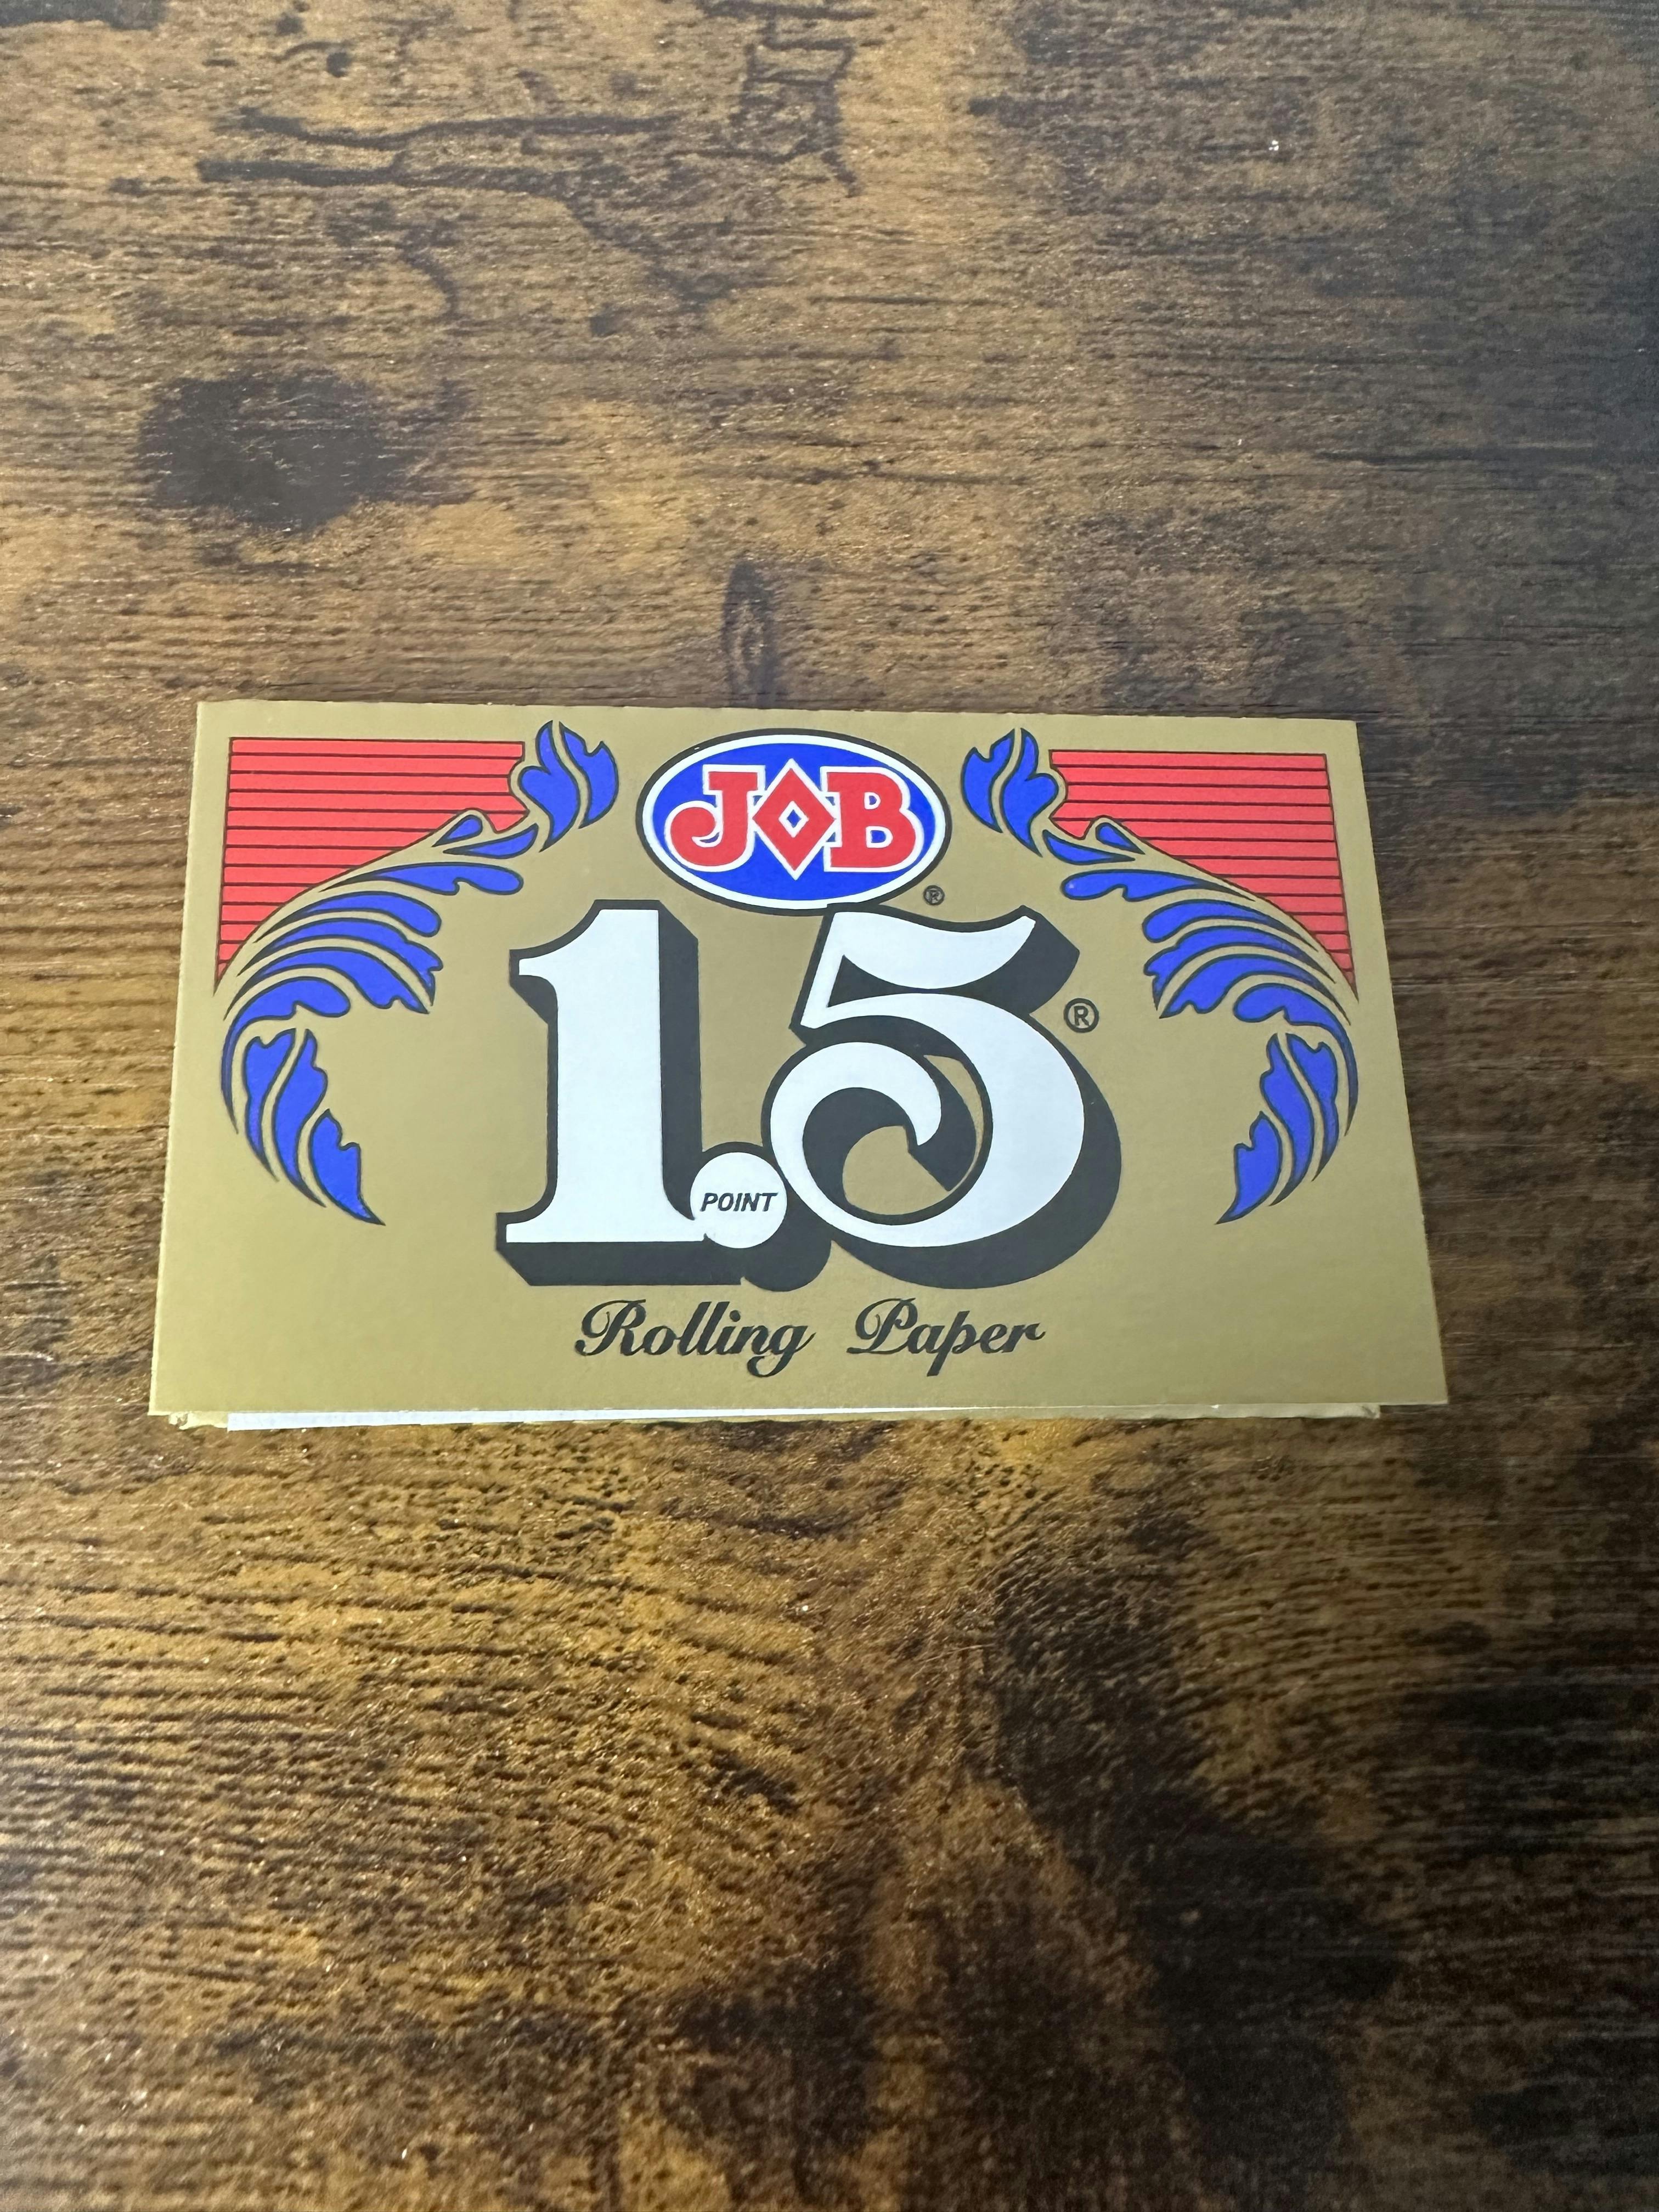 JOB®
1.5®
POINT
Rolling Paper